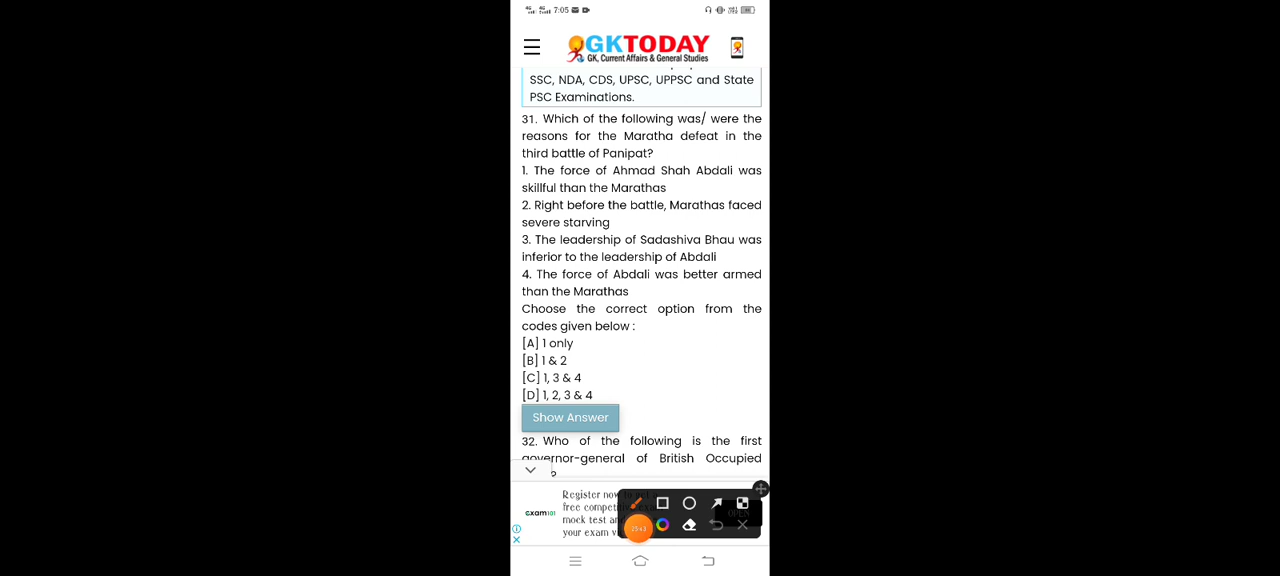 7:05
GKTODAY
GK, Current Affairs & General Studies
SSC, NDA, CDS, UPSC, UPPSC and State
PSC Examinations.
31. Which of the following was/ were the
reasons for the Maratha defeat in the
third battle of Panipat?
1. The force of Ahmad Shah Abdali was
skillful than the Marathas
2. Right before the battle, Marathas faced
severe starving
3. The leadership of Sadashiva Bhau was
inferior to the leadership of Abdali
4. The force of Abdali was better armed
than the Marathas
Choose the correct option from the
codes given below :
[A] 1 only
[B] 1 & 2
[C] 1, 3 & 4
[D] 1, 2, 3 & 4
Show Answer
32. Who of the following is the first
governor-general of British Occupied
Register now
free compet
exam101
mock test an
your exam
OPEN